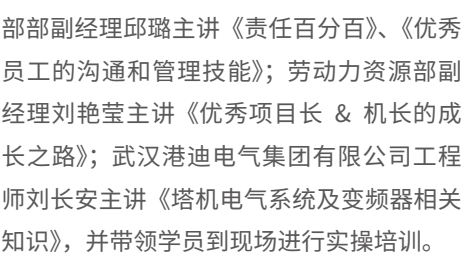 部部副经理邱璐主讲《责任百分百》、《优秀
员工的沟通和管理技能》；劳动力资源部副
经理刘艳莹主讲《优秀项目长 & 机长的成
长之路》；武汉港迪电气集团有限公司工程
师刘长安主讲《塔机电气系统及变频器相关
知识》，并带领学员到现场进行实操培训。